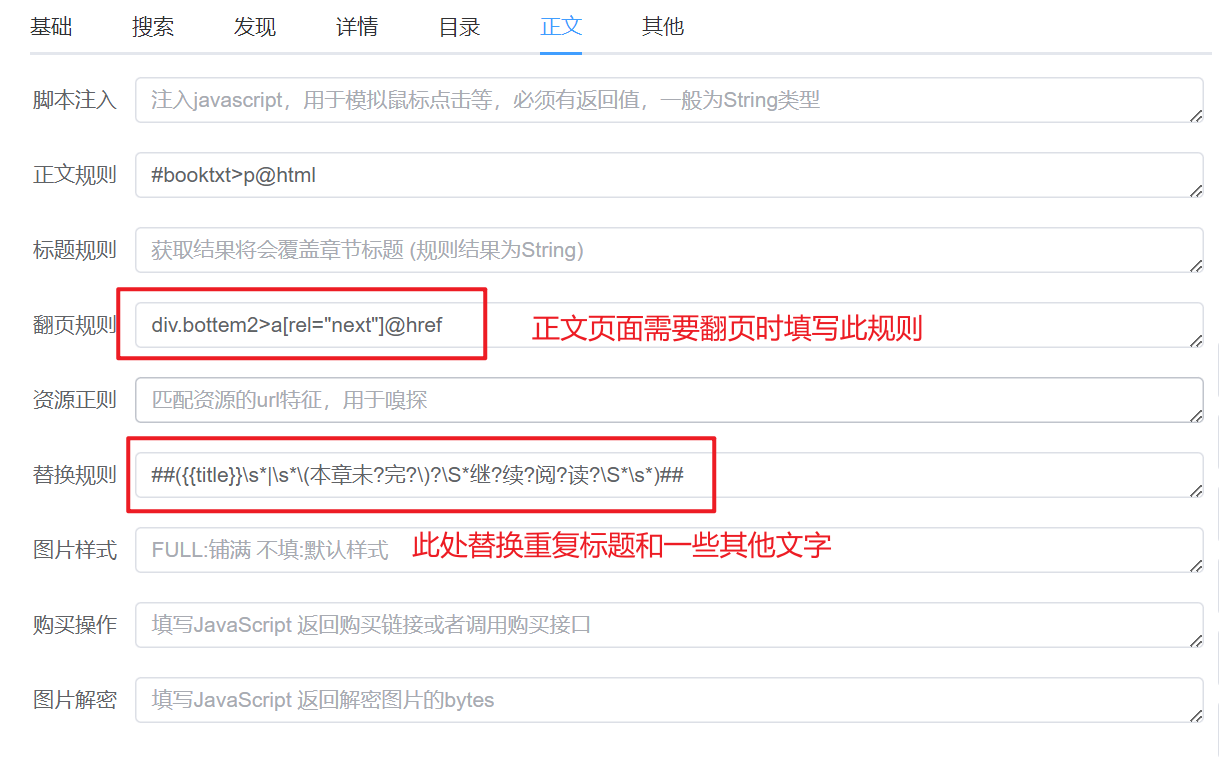 基础 搜索 发现 详情 目录 正文 其他
脚本注入 注入javascript，用于模拟鼠标点击等，必须有返回值，一般为String类型
正文规则 #booktxt>p@html
标题规则 获取结果将会覆盖章节标题 (规则结果为String)
翻页规则 div.bottem2>a[rel="next"]@href 正文页面需要翻页时填写此规则
资源正则 匹配资源的url特征，用于嗅探
替换规则 ##({{title}}\s*|\s*\(本章未?完?\)?\S*继?续?阅?读?\S*\s*)##
图片样式 FULL:铺满 不填:默认样式 此处替换重复标题和一些其他文字
购买操作 填写JavaScript 返回购买链接或者调用购买接口
图片解密 填写JavaScript 返回解密图片的bytes